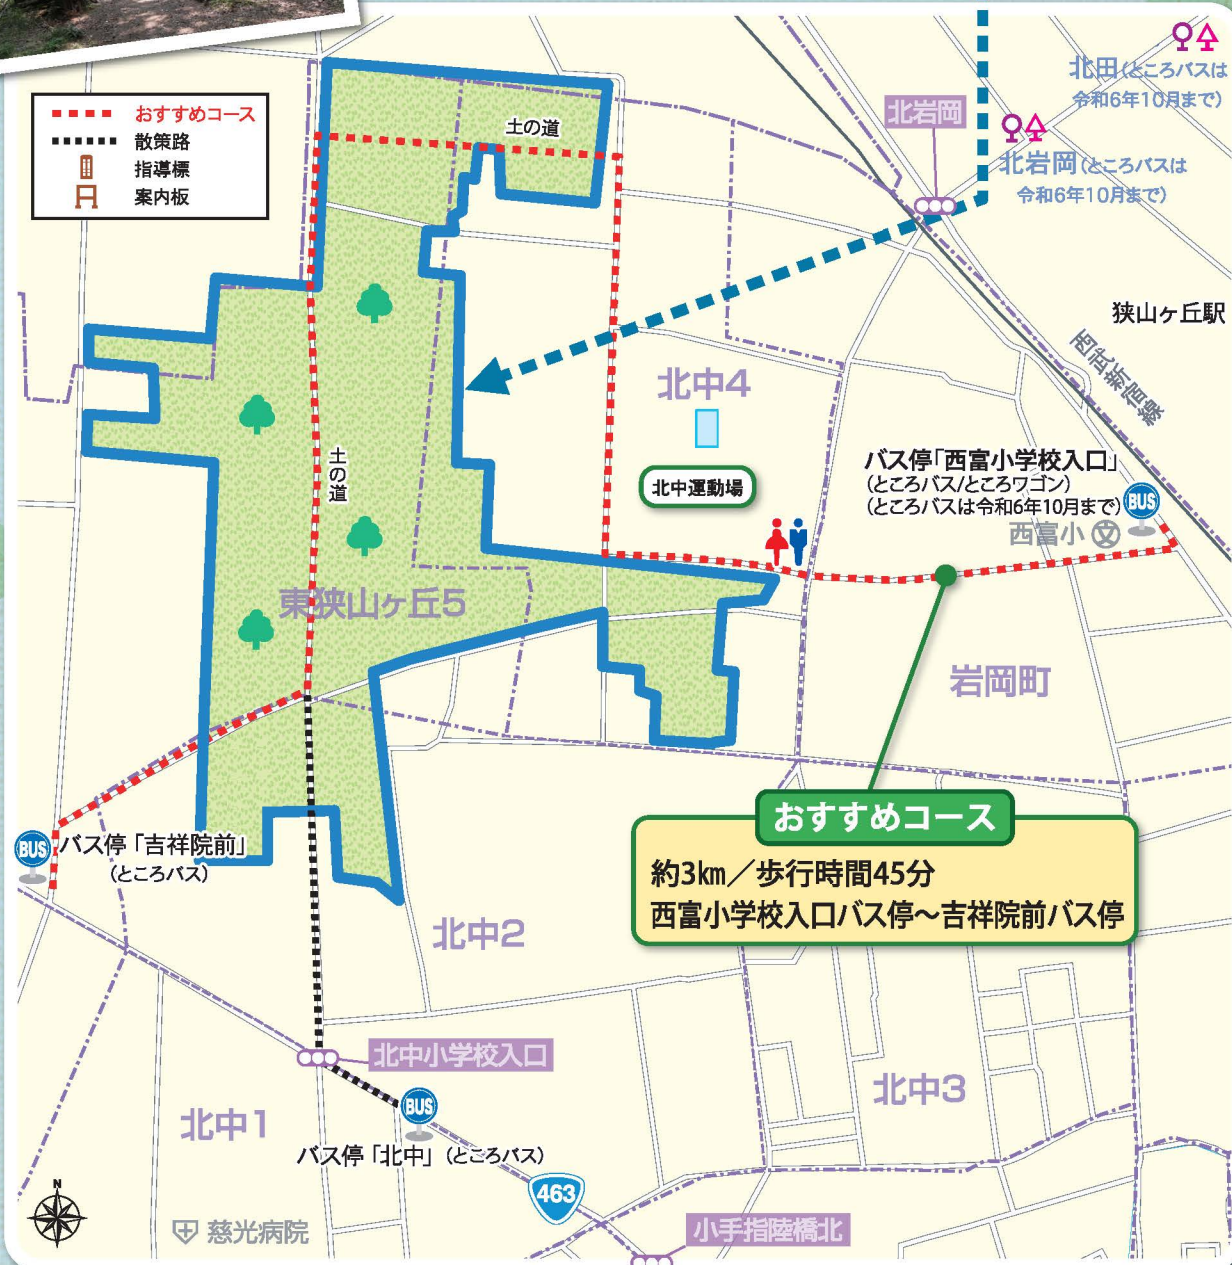 おすすめコース
散策路
指導標
案内板
土の道
北岩岡
北田(ところバスは
令和6年10月まで)
北岩岡(ところバスは
令和6年10月まで)
狭山ヶ丘駅
西武新宿線
北中4
北中運動場
土の道
バス停「西富小学校入口」
(ところバス/ところワゴン)
(ところバスは令和6年10月まで)
BUS
西富小
文
東狭山ヶ丘5
岩岡町
おすすめコース
約3km/歩行時間45分
西富小学校入口バス停〜吉祥院前バス停
BUS
バス停「吉祥院前」
(ところバス)
北中2
北中小学校入口
北中3
北中1
BUS
バス停「北中」(ところバス)
463
N
慈光病院
小手指陸橋北